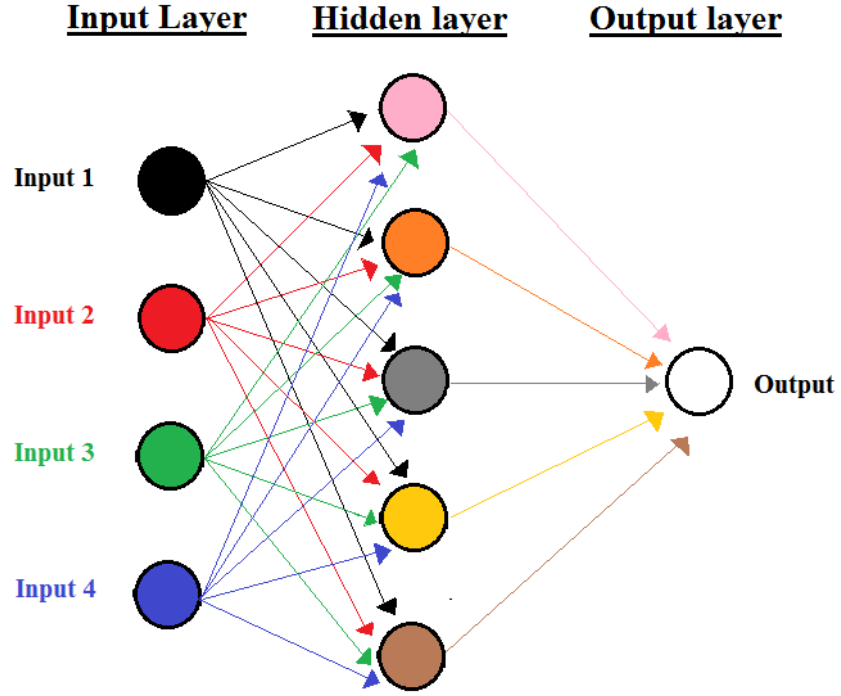 Input Layer
Hidden layer
Output layer
Input 1
Input 2
Input 3
Input 4
Output